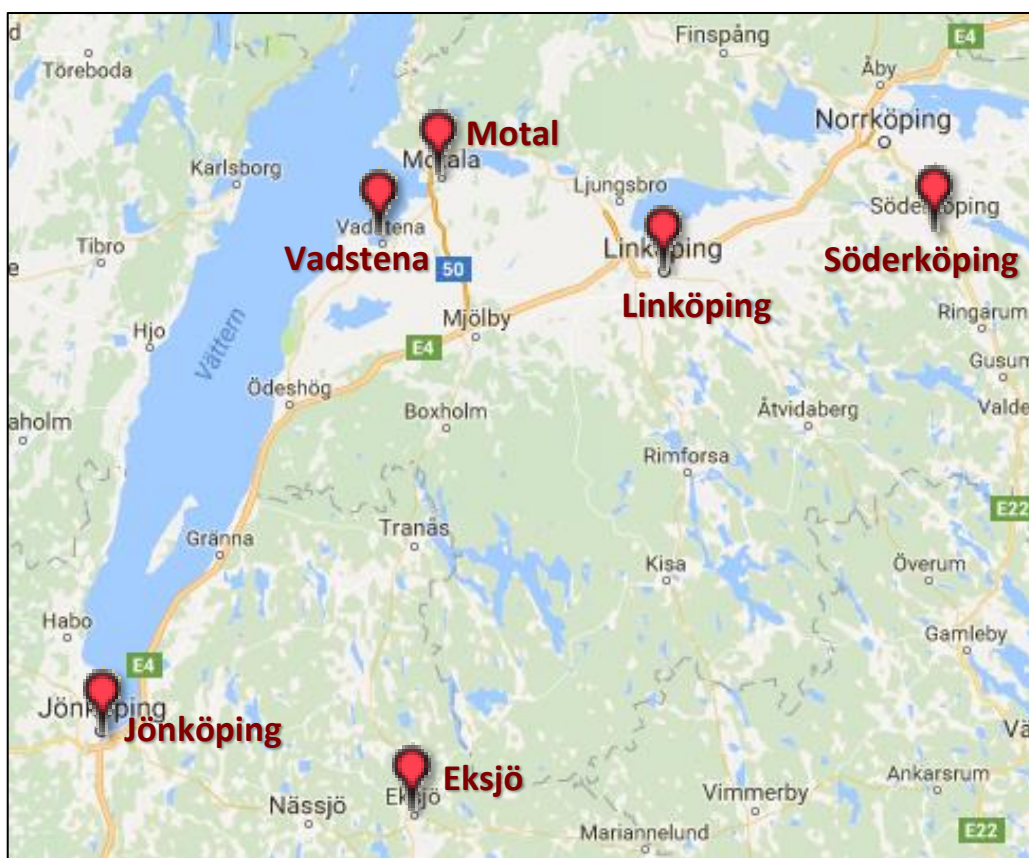 d
Töreboda
Finspång
E4
Åby
Motal
Motala
Norrköping
Karlsborg
Ljungsbro
Söderköping
Vadstena
Tibro
Linköping
Vadstena
Söderköping
e
50
Linköping
Ringarum
Hjo
Mjölby
E4
Vättern
Gusum
Ödeshög
Boxholm
Åtvidaberg
Valde
aholm
Rimforsa
E22
Tranås
Gränna
Kisa
Överum
Habo
Gamleby
E4
Jönköping
Jönköping
Vä
Eksjö
Ankarsrum
Eksjö
Nässjö
Vimmerby
Mariannelund
E22